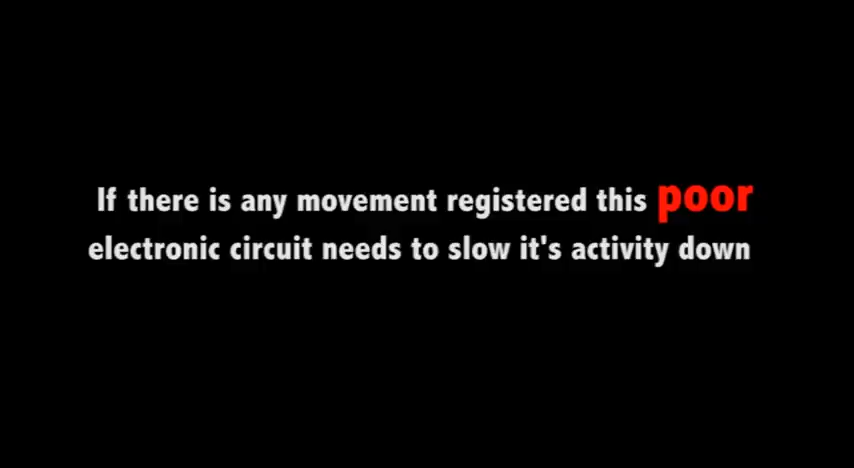 If there is any movement registered this poor
electronic circuit needs to slow it's activity down